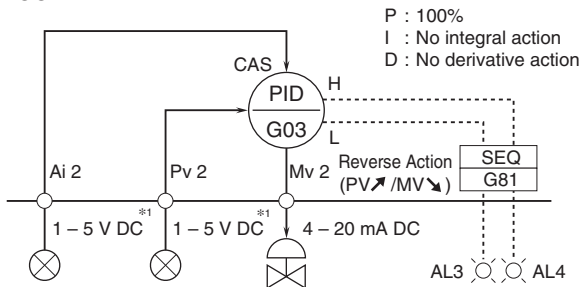 P : 100%
I : No integral action
D : No derivative action
CAS
PID
G03
H
L
Ai 2
Pv 2
Mv 2
Reverse Action
(PV↗ /MV↘ )
SEQ
G81
1 – 5 V DC*1
1 – 5 V DC*1
4 – 20 mA DC
AL3
AL4